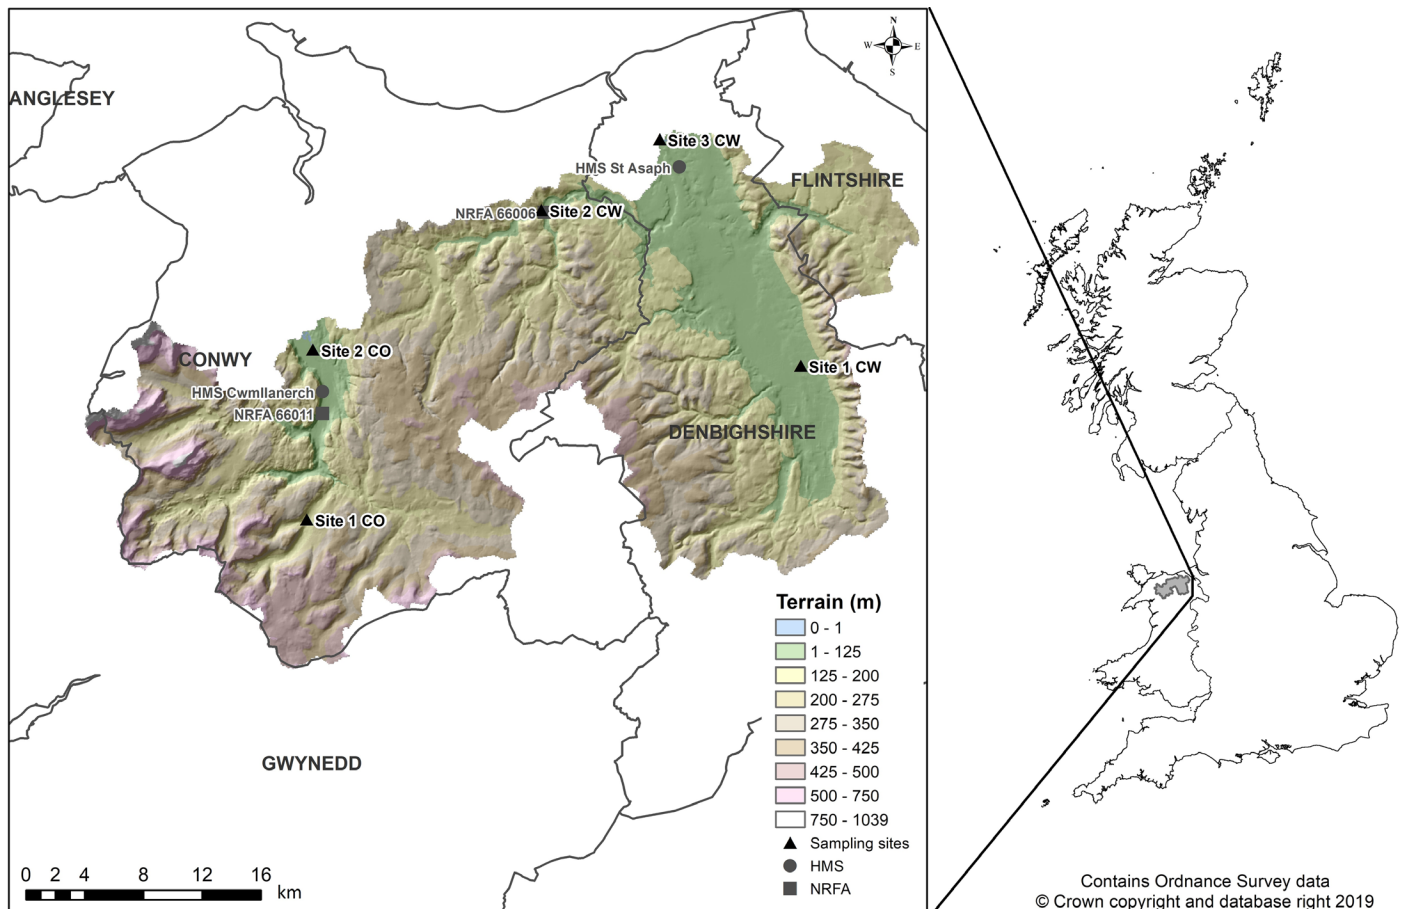 N
W E
S
ANGLESEY
Site 3 CW
HMS St Asaph
FLINTSHIRE
NRFA 66006
Site 2 CW
Site 2 CO
CONWY
Site 1 CW
HMS Cwmllanerch
NRFA 66011
DENBIGHSHIRE
Site 1 CO
GWYNEDD
Terrain (m)
0 - 1
1 - 125
125 - 200
200 - 275
275 - 350
350 - 425
425 - 500
500 - 750
750 - 1039
Sampling sites
HMS
NRFA
0 2 4 8 12 16
km
Contains Ordnance Survey data
© Crown copyright and database right 2019